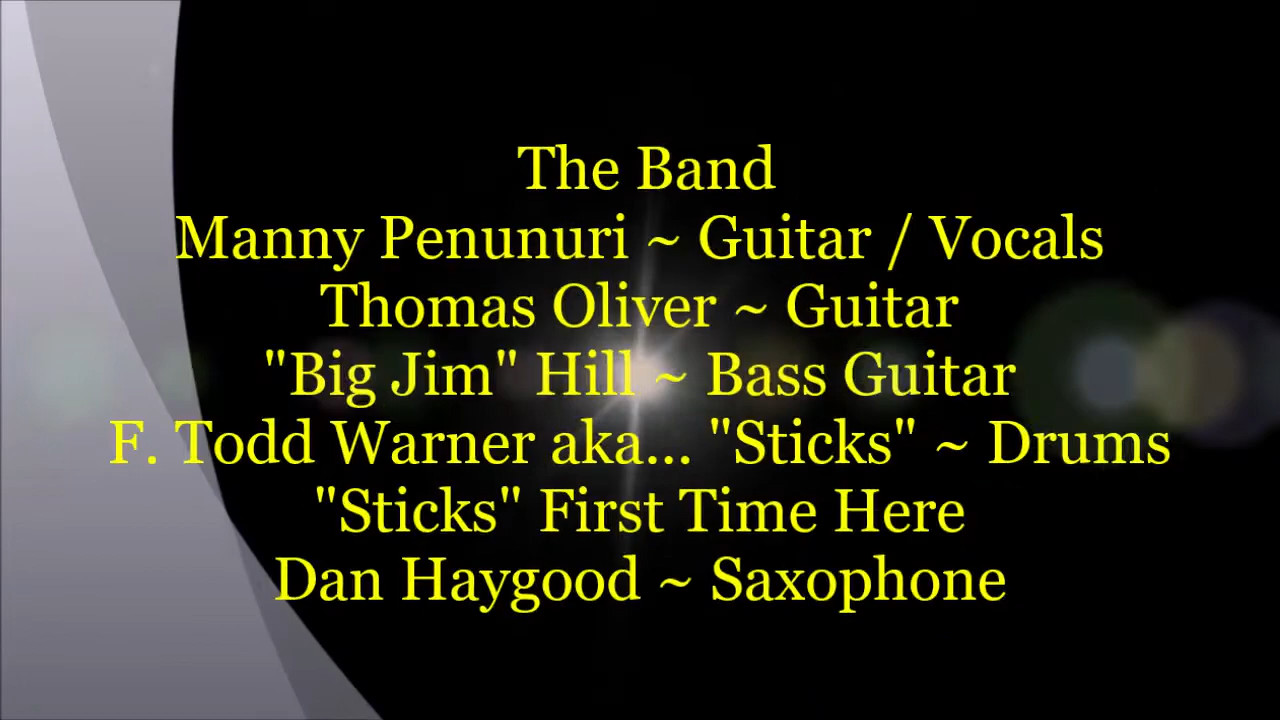 The Band
Manny Penunuri ~ Guitar / Vocals
Thomas Oliver ~ Guitar
"Big Jim" Hill ~ Bass Guitar
F. Todd Warner aka... "Sticks" ~ Drums
"Sticks" First Time Here
Dan Haygood ~ Saxophone